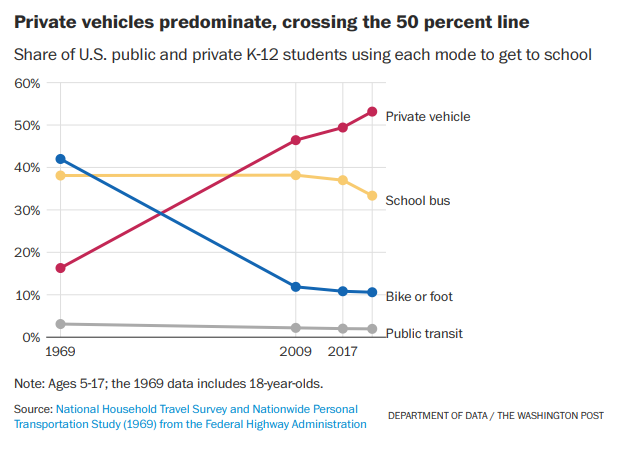 Private vehicles predominate, crossing the 50 percent line
Share of U.S. public and private K-12 students using each mode to get to school
60%
50%
Private vehicle
40%
School bus
30%
20%
10%
Bike or foot
0%
Public transit
1969
2009
2017
Note: Ages 5-17; the 1969 data includes 18-year-olds.
Source: National Household Travel Survey and Nationwide Personal
Transportation Study (1969) from the Federal Highway Administration
DEPARTMENT OF DATA / THE WASHINGTON POST